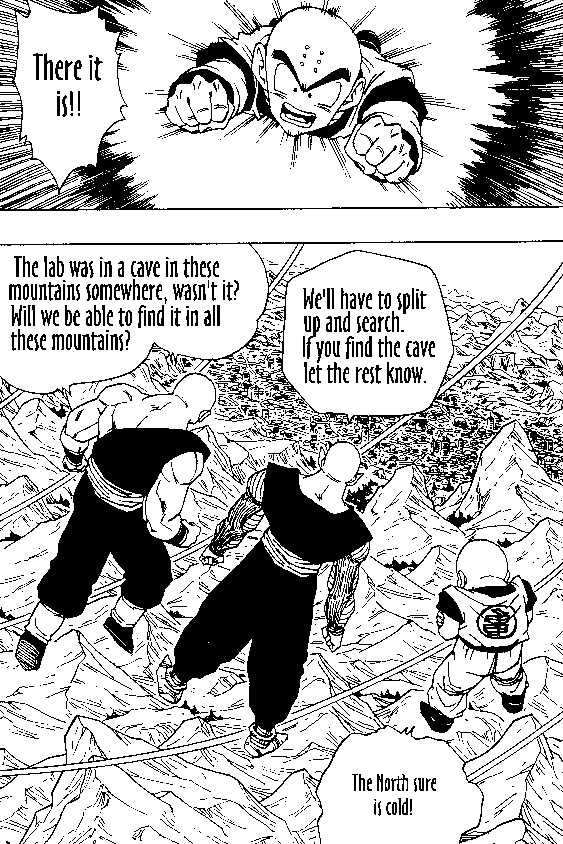 There it
is!!
The lab was in a cave in these
mountains somewhere, wasn't it?
Will we be able to find it in all
these mountains?
We'll have to split
up and search.
If you find the cave
let the rest know.
The North sure
is cold!